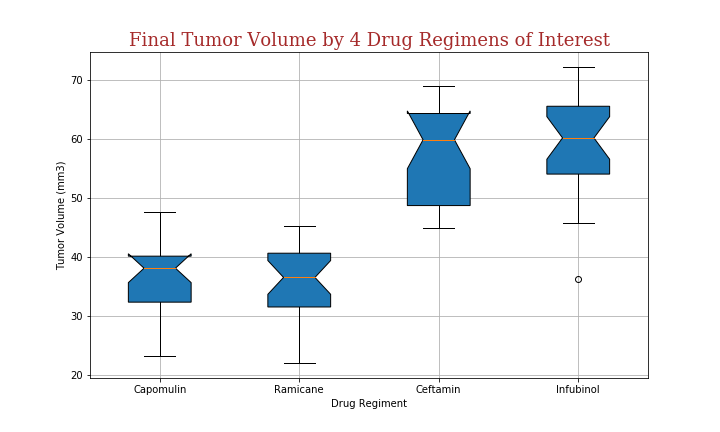 Final Tumor Volume by 4 Drug Regimens of Interest
Tumor Volume (mm3)
70
60
50
40
30
20
Capomulin Ramicane Ceftamin Infubinol
Drug Regiment